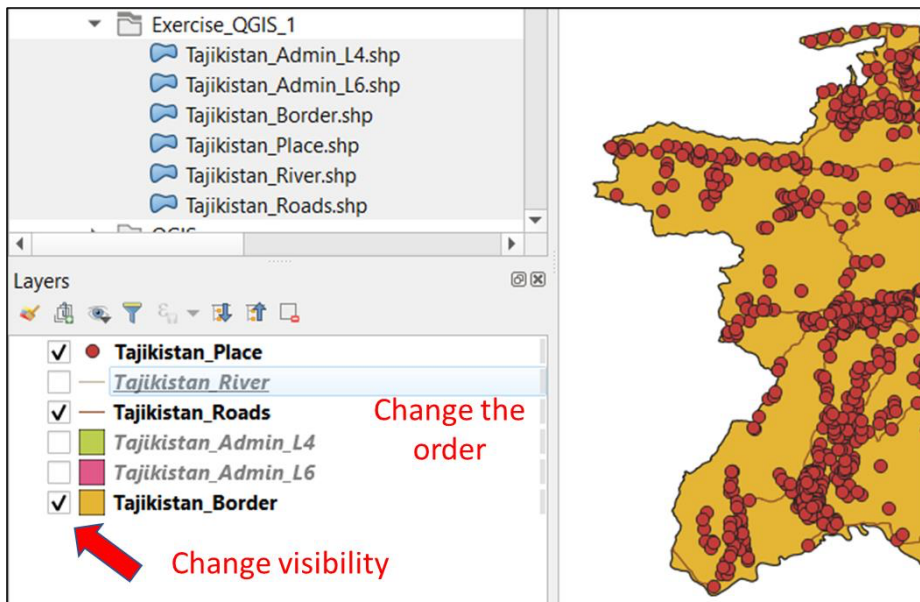 Exercise_QGIS_1
Tajikistan_Admin_L4.shp
Tajikistan_Admin_L6.shp
Tajikistan_Border.shp
Tajikistan_Place.shp
Tajikistan_River.shp
Tajikistan_Roads.shp
Layers
Tajikistan_Place
Tajikistan_River
Tajikistan_Roads
Tajikistan_Admin_L4
Tajikistan_Admin_L6
Tajikistan_Border
Change the
order
Change visibility